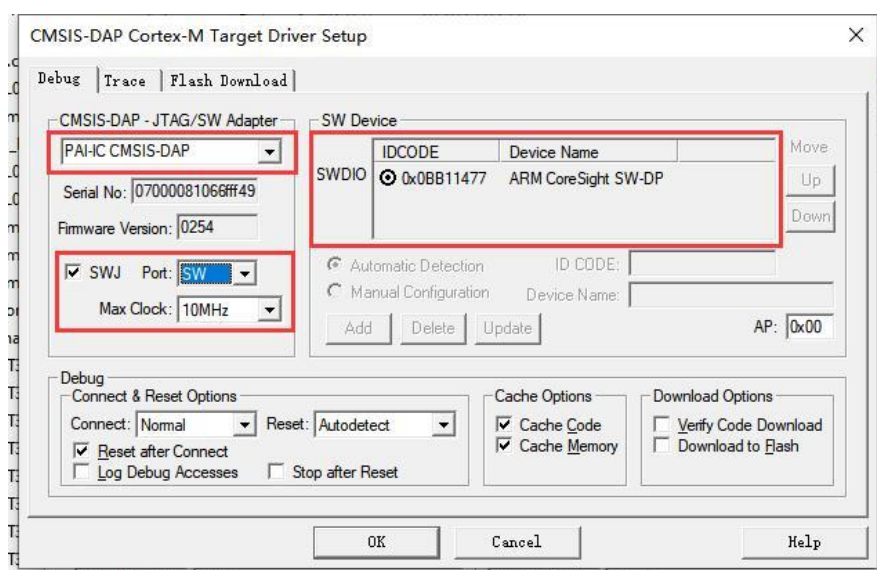 CMSIS-DAP Cortex-M Target Driver Setup
Debug Trace Flash Download
CMSIS-DAP - JTAG/SW Adapter
PAI-IC CMSIS-DAP
Serial No: 07000081066fff49
Firmware Version: 0254
SWJ Port: SW
Max Clock: 10MHz
SW Device
IDCODE Device Name
SWDIO 0x0BB11477 ARM CoreSight SW-DP
Move
Up
Down
Automatic Detection ID CODE:
Manual Configuration Device Name:
Add Delete Update AP: 0x00
Debug
Connect & Reset Options
Connect: Normal Reset: Autodetect
Reset after Connect
Log Debug Accesses Stop after Reset
Cache Options
Cache Code
Cache Memory
Download Options
Verify Code Download
Download to Flash
OK Cancel Help